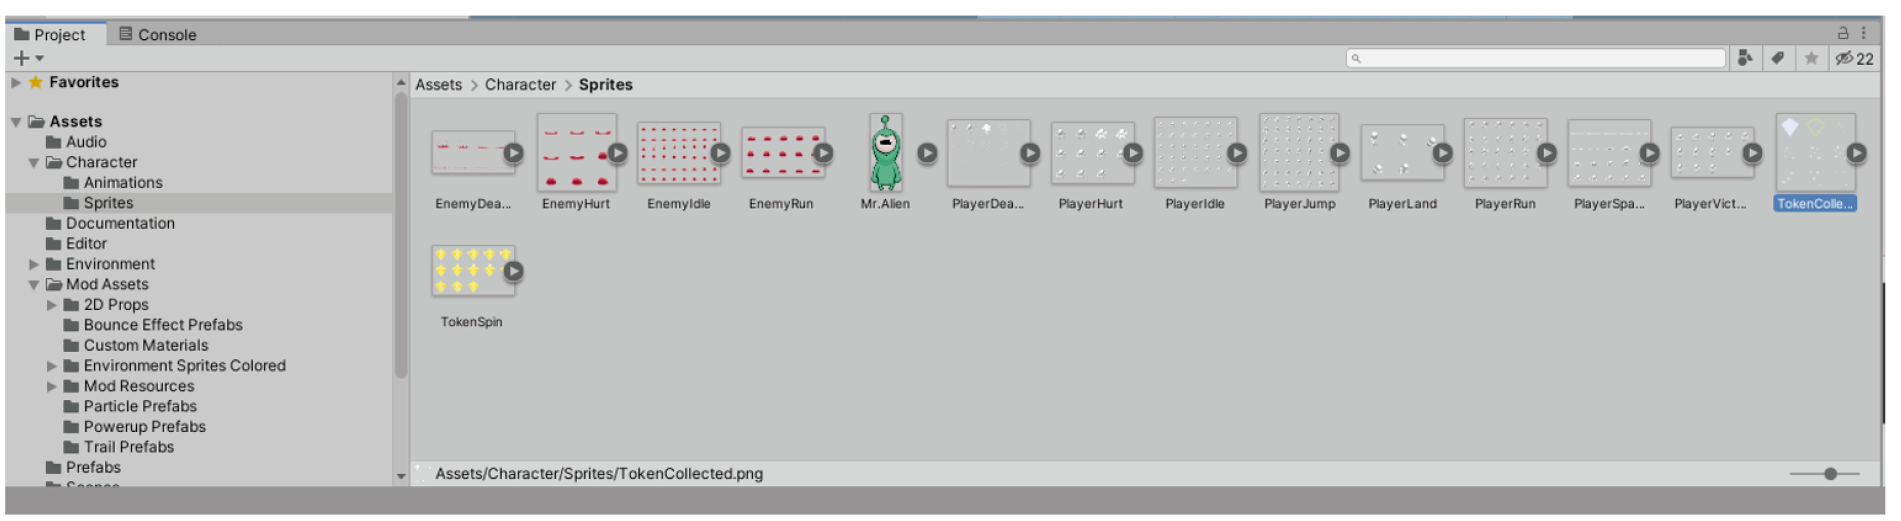 Project
Console
22
Favorites
Assets > Character > Sprites
Assets
Audio
Character
Animations
Sprites
Documentation
Editor
Environment
Mod Assets
2D Props
Bounce Effect Prefabs
Custom Materials
Environment Sprites Colored
Mod Resources
Particle Prefabs
Powerup Prefabs
Trail Prefabs
Prefabs
Scenes
EnemyDea...
EnemyHurt
EnemyIdle
EnemyRun
Mr.Alien
PlayerDea...
PlayerHurt
PlayerIdle
PlayerJump
PlayerLand
PlayerRun
PlayerSpa...
PlayerVict...
TokenColle...
TokenSpin
Assets/Character/Sprites/TokenCollected.png